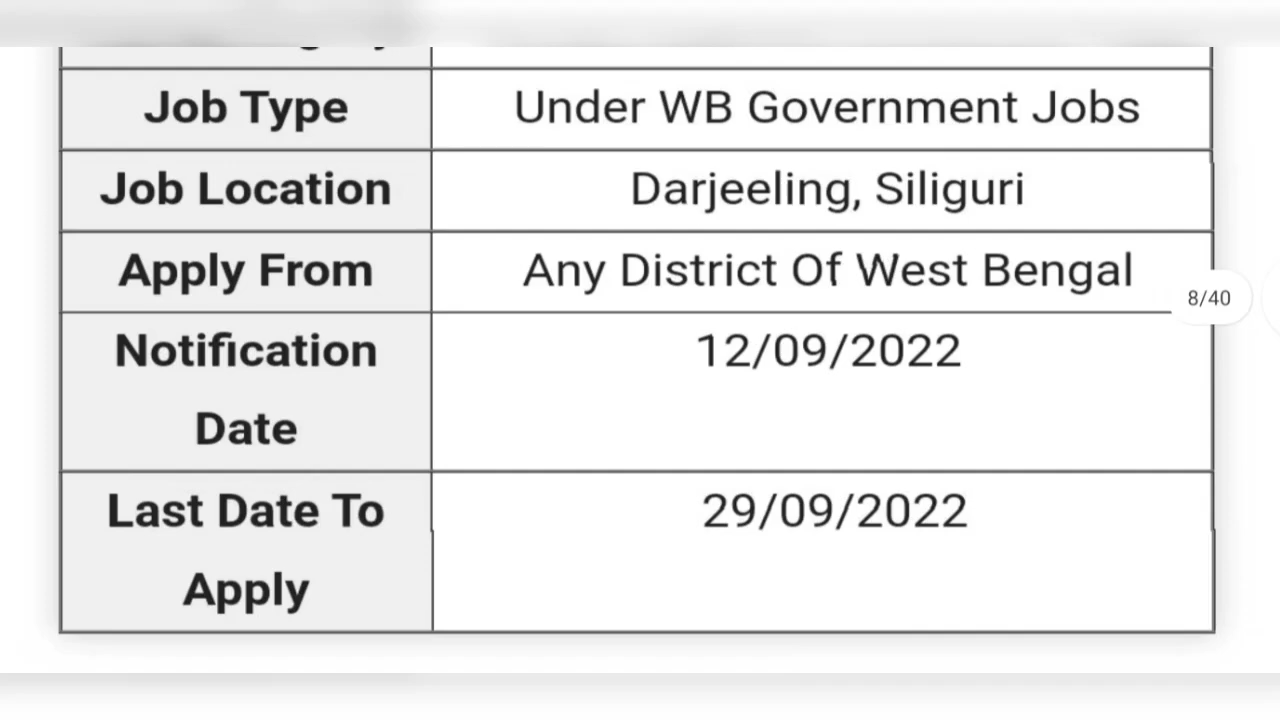 Job Type
Under WB Government Jobs
Job Location
Darjeeling, Siliguri
Apply From
Any District Of West Bengal
8/40
Notification
Date
12/09/2022
Last Date To
Apply
29/09/2022